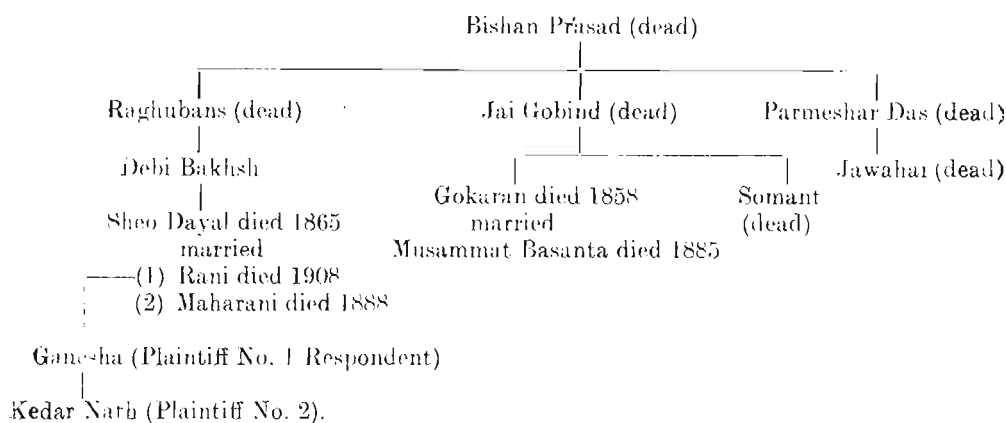 Bishan Prasad (dead)
Raghubans (dead) Jai Gobind (dead) Parmeshar Das (dead)
Debi Bakhsh Jawahar (dead)
Gokaran died 1858 Somant
Sheo Dayal died 1865 married (dead)
married Musammat Basanta died 1885
(1) Rani died 1908
(2) Maharani died 1888
Ganesha (Plaintiff No. 1 Respondent)
Kedar Nath (Plaintiff No. 2).